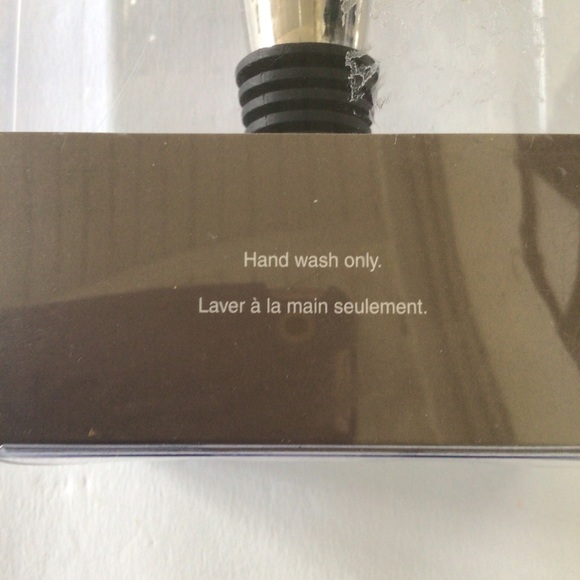 Hand wash only.
Laver à la main seulement.